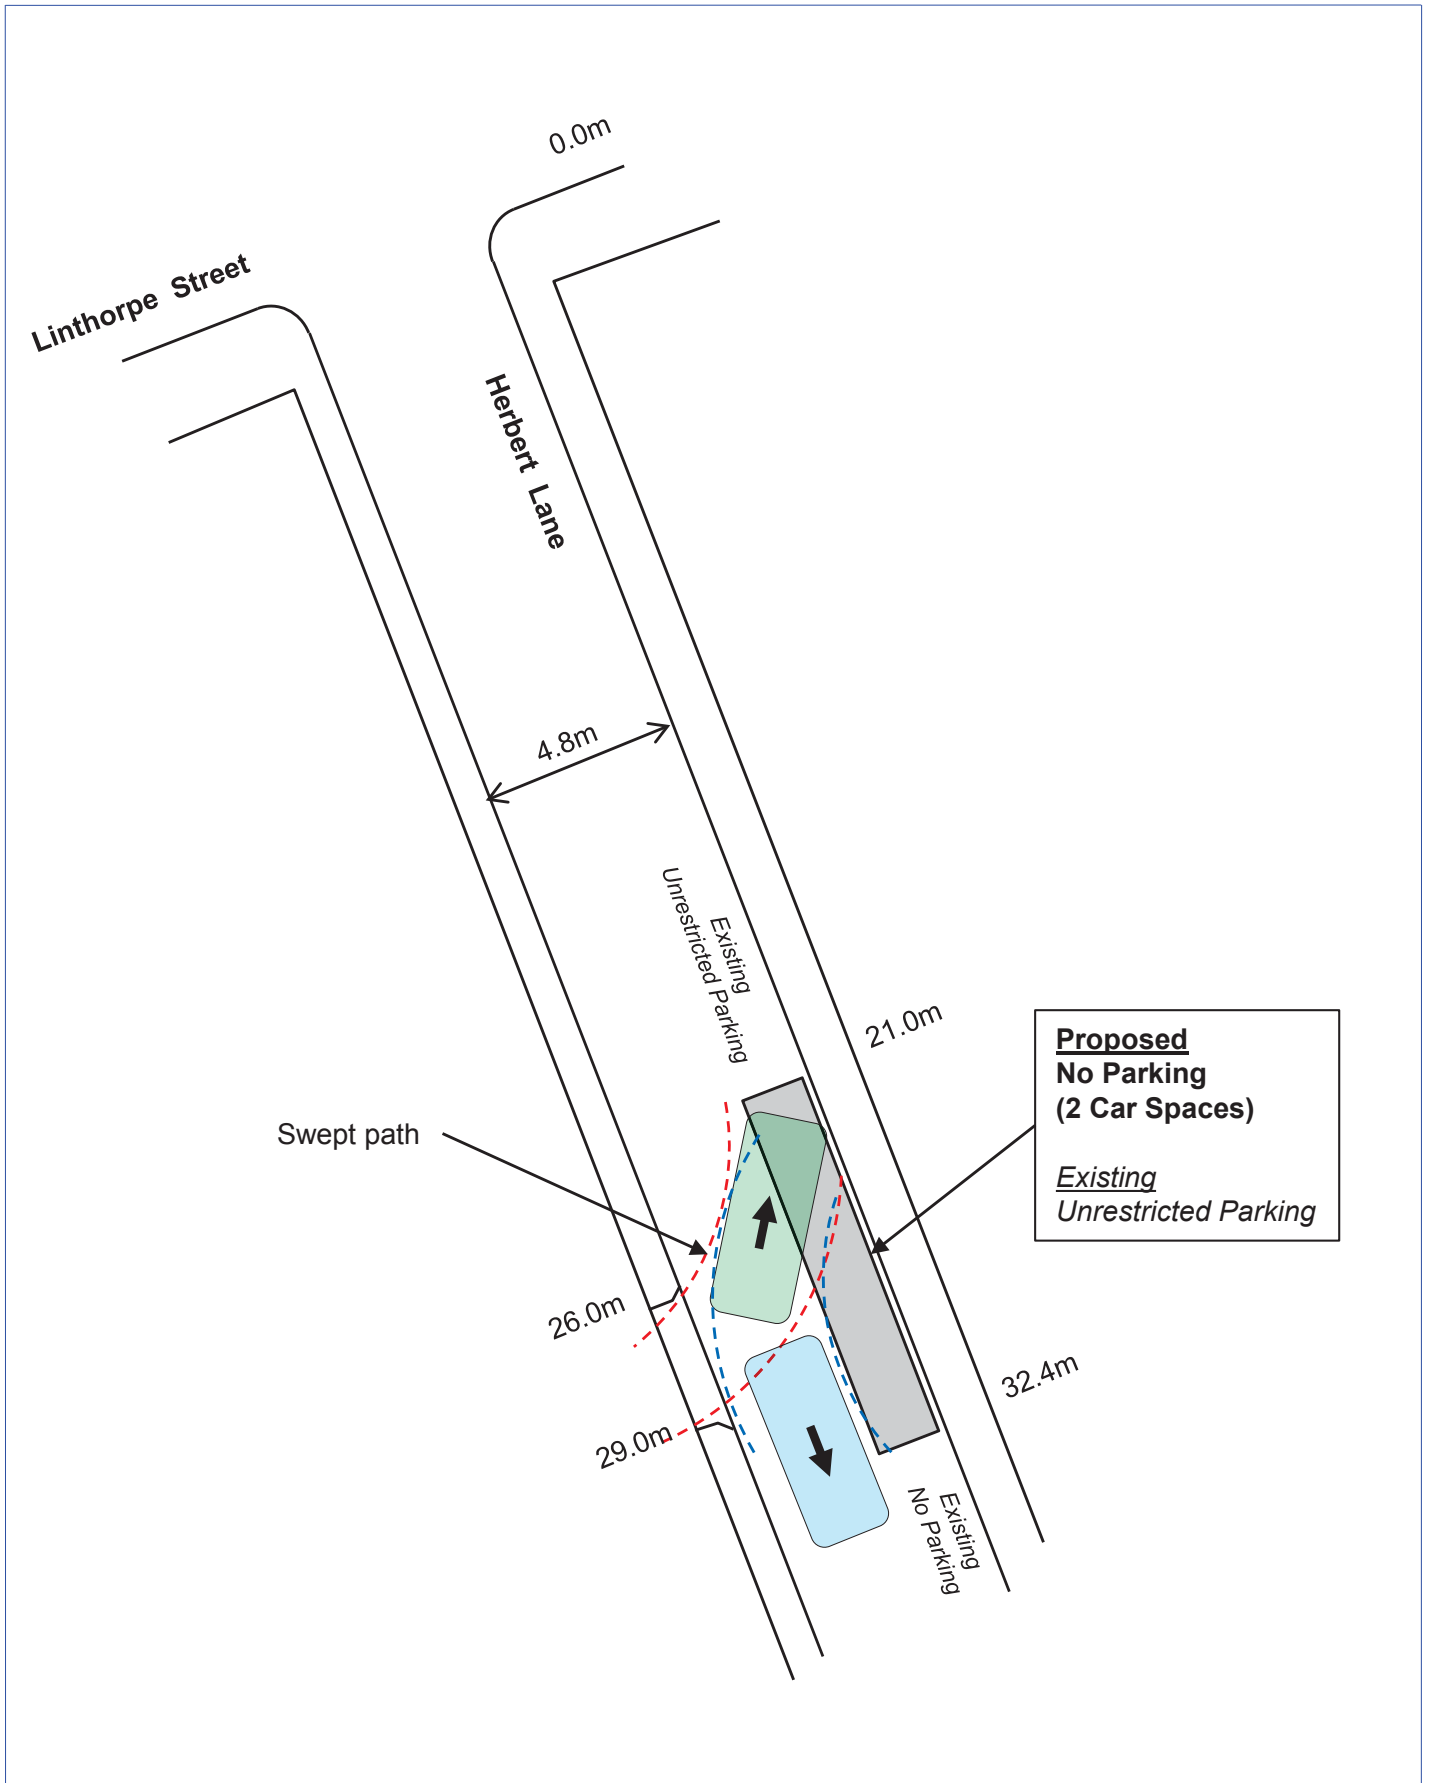 0.0m
Linthorpe Street
Herbert Lane
4.8m
Existing
Unrestricted Parking
21.0m
Proposed
No Parking
(2 Car Spaces)
Existing
Unrestricted Parking
Swept path
26.0m
32.4m
29.0m
Existing
No Parking